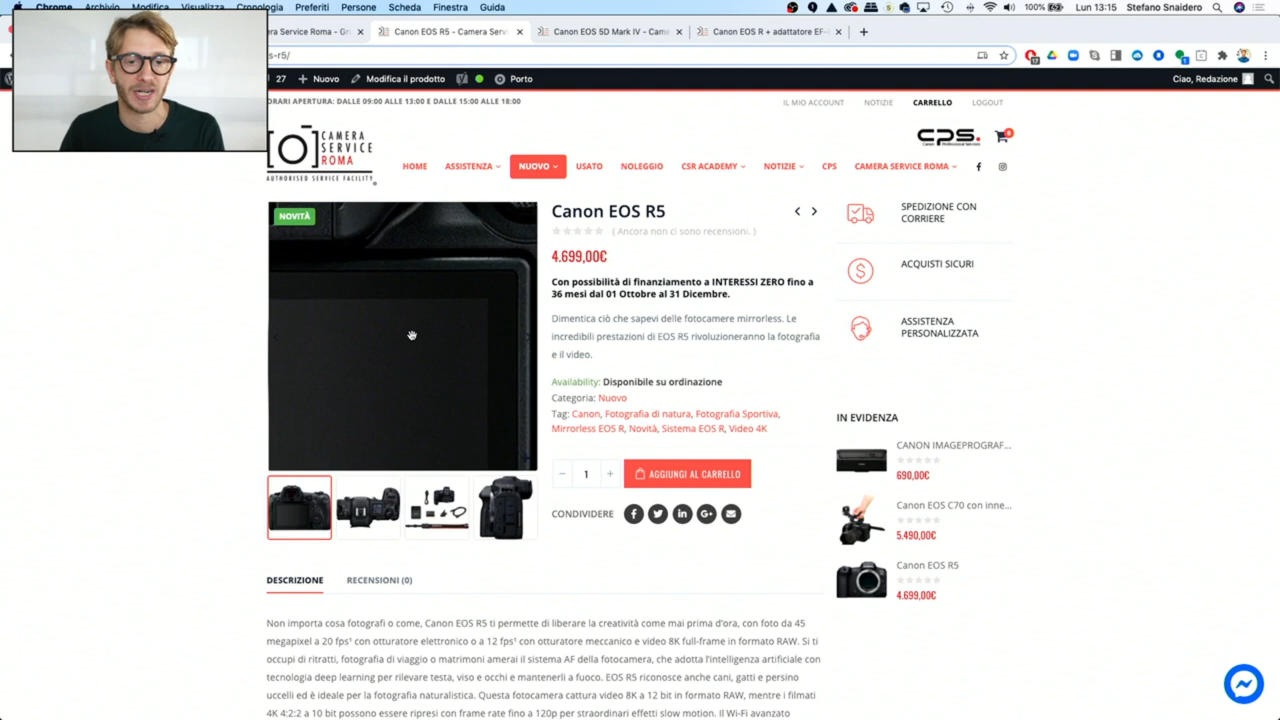 Chrome Archivio Modifica Visualizza Cronologia Preferiti Persone Scheda Finestra Guida
100% Lun 13:15 Stefano Snaidero
era Service Roma - Gr
Canon EOS R5 - Camera Serv
Canon EOS 5D Mark IV - Came
Canon EOS R + adattatore EF-
s-r5/
27 Nuovo Modifica il prodotto Porto Ciao, Redazione
ORARI APERTURA: DALLE 09:00 ALLE 13:00 E DALLE 15:00 ALLE 18:00
IL MIO ACCOUNT NOTIZIE CARRELLO LOGOUT
CAMERA
SERVICE
ROMA
AUTHORISED SERVICE FACILITY
CPS.
Canon Professional Services
0
HOME ASSISTENZA NUOVO USATO NOLEGGIO CSR ACADEMY NOTIZIE CPS CAMERA SERVICE ROMA
NOVITÀ
Canon EOS R5
( Ancora non ci sono recensioni. )
4.699,00€
Con possibilità di finanziamento a INTERESSI ZERO fino a
36 mesi dal 01 Ottobre al 31 Dicembre.
Dimentica ciò che sapevi delle fotocamere mirrorless. Le
incredibili prestazioni di EOS R5 rivoluzioneranno la fotografia
e il video.
Availability: Disponibile su ordinazione
Categoria: Nuovo
Tag: Canon, Fotografia di natura, Fotografia Sportiva,
Mirrorless EOS R, Novità, Sistema EOS R, Video 4K
− 1 + AGGIUNGI AL CARRELLO
CONDIVIDERE
SPEDIZIONE CON
CORRIERE
ACQUISTI SICURI
ASSISTENZA
PERSONALIZZATA
IN EVIDENZA
CANON IMAGEPROGRAF...
690,00€
Canon EOS C70 con inne...
5.490,00€
Canon EOS R5
4.699,00€
DESCRIZIONE RECENSIONI (0)
Non importa cosa fotografi o come, Canon EOS R5 ti permette di liberare la creatività come mai prima d'ora, con foto da 45
megapixel a 20 fps¹ con otturatore elettronico o a 12 fps¹ con otturatore meccanico e video 8K full-frame in formato RAW. Si ti
occupi di ritratti, fotografia di viaggio o matrimoni amerai il sistema AF della fotocamera, che adotta l'intelligenza artificiale con
tecnologia deep learning per rilevare testa, viso e occhi e mantenerli a fuoco. EOS R5 riconosce anche cani, gatti e persino
uccelli ed è ideale per la fotografia naturalistica. Questa fotocamera cattura video 8K a 12 bit in formato RAW, mentre i filmati
4K 4:2:2 a 10 bit possono essere ripresi con frame rate fino a 120p per straordinari effetti slow motion. Il Wi-Fi avanzato